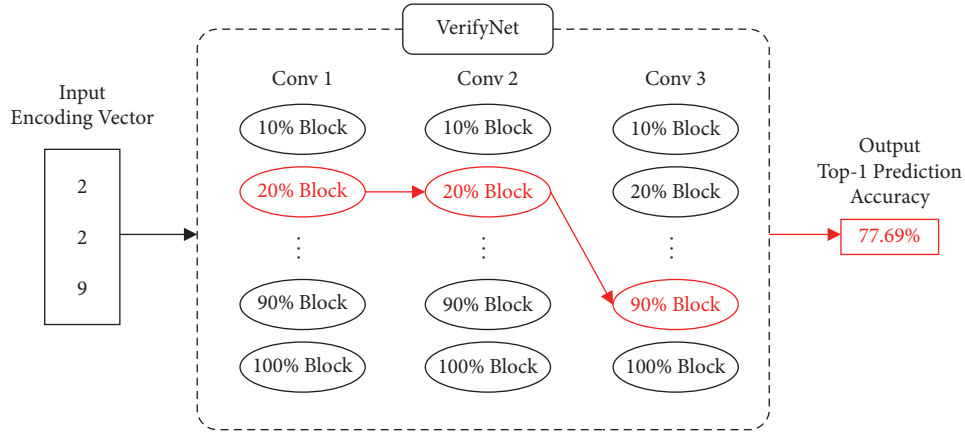 VerifyNet
Input
Encoding Vector
2
2
9
Conv 1
10% Block
20% Block
⋮
90% Block
100% Block
Conv 2
10% Block
20% Block
⋮
90% Block
100% Block
Conv 3
10% Block
20% Block
⋮
90% Block
100% Block
Output
Top-1 Prediction
Accuracy
77.69%